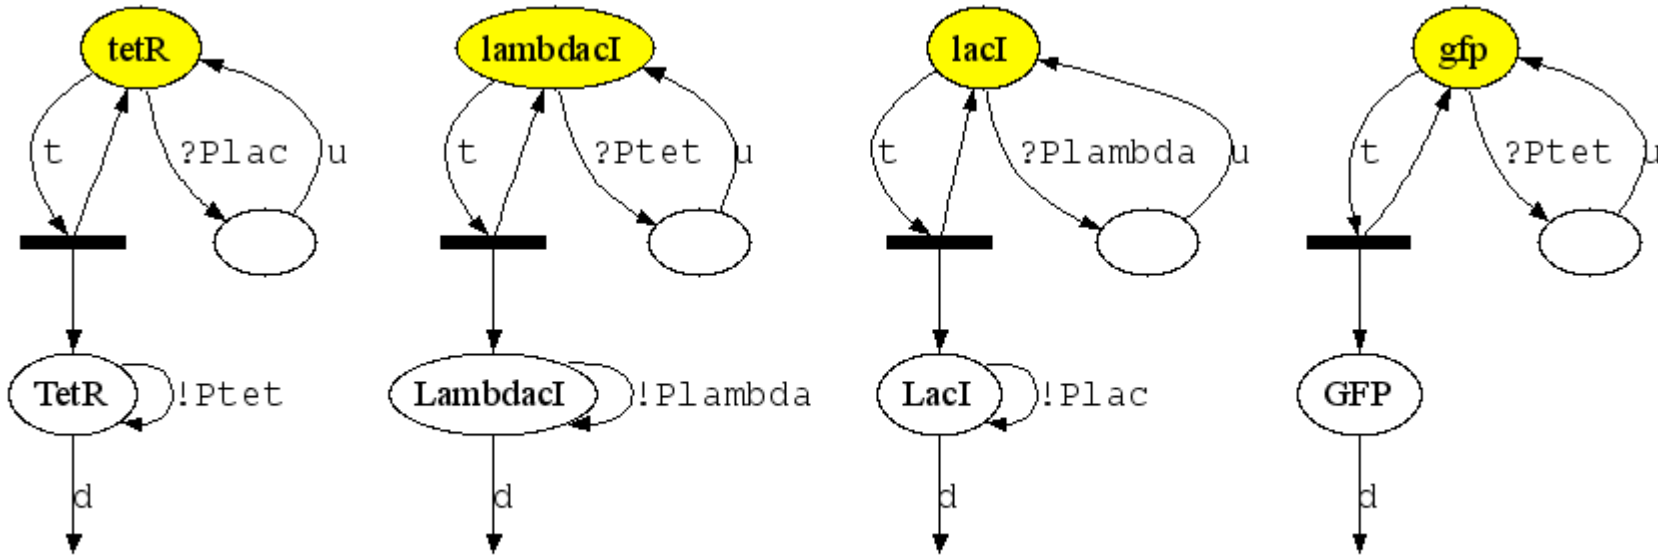 tetR lambdacI lacI gfp
t ?Plac u t ?Ptet u t ?Plambda u t ?Ptet u
TetR !Ptet LambdacI !Plambda LacI !Plac GFP
d d d d